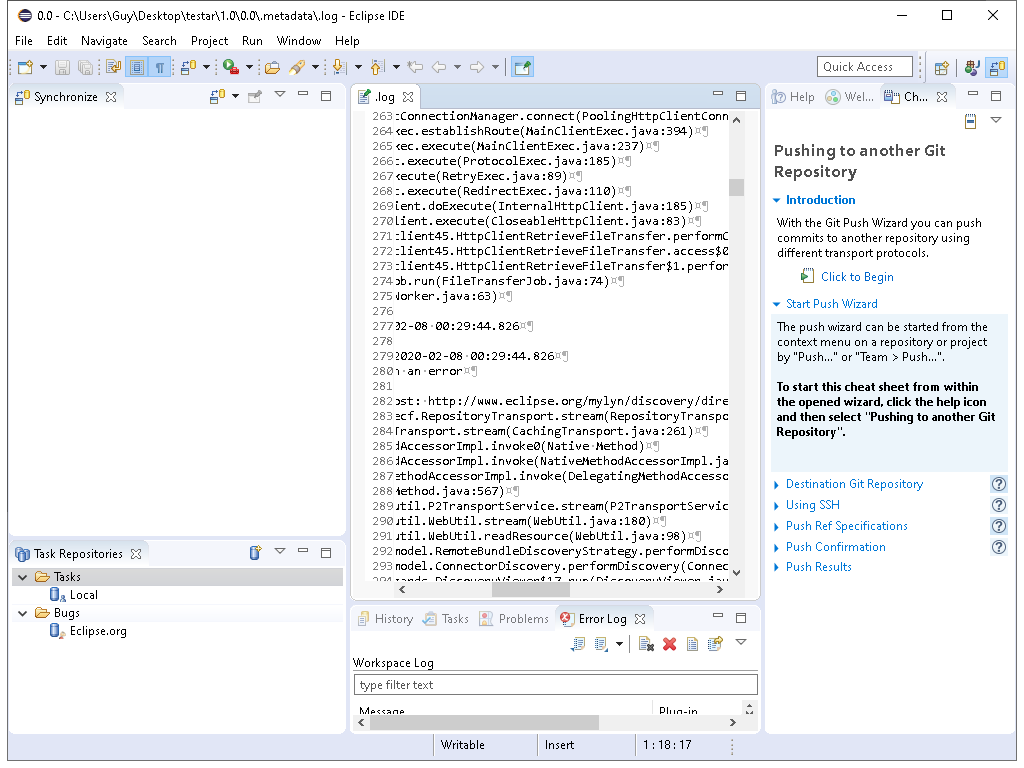 0.0 - C:\Users\Guy\Desktop\testar\1.0\0.0\.metadata\.log - Eclipse IDE
File Edit Navigate Search Project Run Window Help
Quick Access
Synchronize
.log
263 :ConnectionManager.connect(PoolingHttpClientConn
264 xec.establishRoute(MainClientExec.java:394)¤¶
265 xec.execute(MainClientExec.java:237)¤¶
266 :.execute(ProtocolExec.java:185)¤¶
267 xecute(RetryExec.java:89)¤¶
268 :.execute(RedirectExec.java:110)¤¶
269 ient.doExecute(InternalHttpClient.java:185)¤¶
270 lient.execute(CloseableHttpClient.java:83)¤¶
271 client45.HttpClientRetrieveFileTransfer.performC
272 :lient45.HttpClientRetrieveFileTransfer.access$0
273 :lient45.HttpClientRetrieveFileTransfer$1.perfor
274 ob.run(FileTransferJob.java:74)¤¶
275 Worker.java:63)¤¶
276
277 02-08·00:29:44.826¤¶
278
279 2020-02-08·00:29:44.826¤¶
280 n·an·error¤¶
281
282 ost:·http://www.eclipse.org/mylyn/discovery/dire
283 ecf.RepositoryTransport.stream(RepositoryTranspo
284 Transport.stream(CachingTransport.java:261)¤¶
285 dAccessorImpl.invoke0(Native·Method)¤¶
286 dAccessorImpl.invoke(NativeMethodAccessorImpl.ja
287 ethodAccessorImpl.invoke(DelegatingMethodAccesso
288 Method.java:567)¤¶
289 util.P2TransportService.stream(P2TransportServic
290 util.WebUtil.stream(WebUtil.java:180)¤¶
291 util.WebUtil.readResource(WebUtil.java:98)¤¶
292 model.RemoteBundleDiscoveryStrategy.performDisco
293 model.ConnectorDiscovery.performDiscovery(Connec
294 ands.DiscoveryViewer$17.run(DiscoveryViewer.jav
Help Wel... Ch...
Pushing to another Git
Repository
Introduction
With the Git Push Wizard you can push
commits to another repository using
different transport protocols.
Click to Begin
Start Push Wizard
The push wizard can be started from the
context menu on a repository or project
by "Push..." or "Team > Push...".
To start this cheat sheet from within
the opened wizard, click the help icon
and then select "Pushing to another Git
Repository".
Destination Git Repository
Using SSH
Push Ref Specifications
Push Confirmation
Push Results
Task Repositories
Tasks
Local
Bugs
Eclipse.org
History Tasks Problems Error Log
Workspace Log
type filter text
Message Plug-in
Writable Insert 1 : 18 : 17